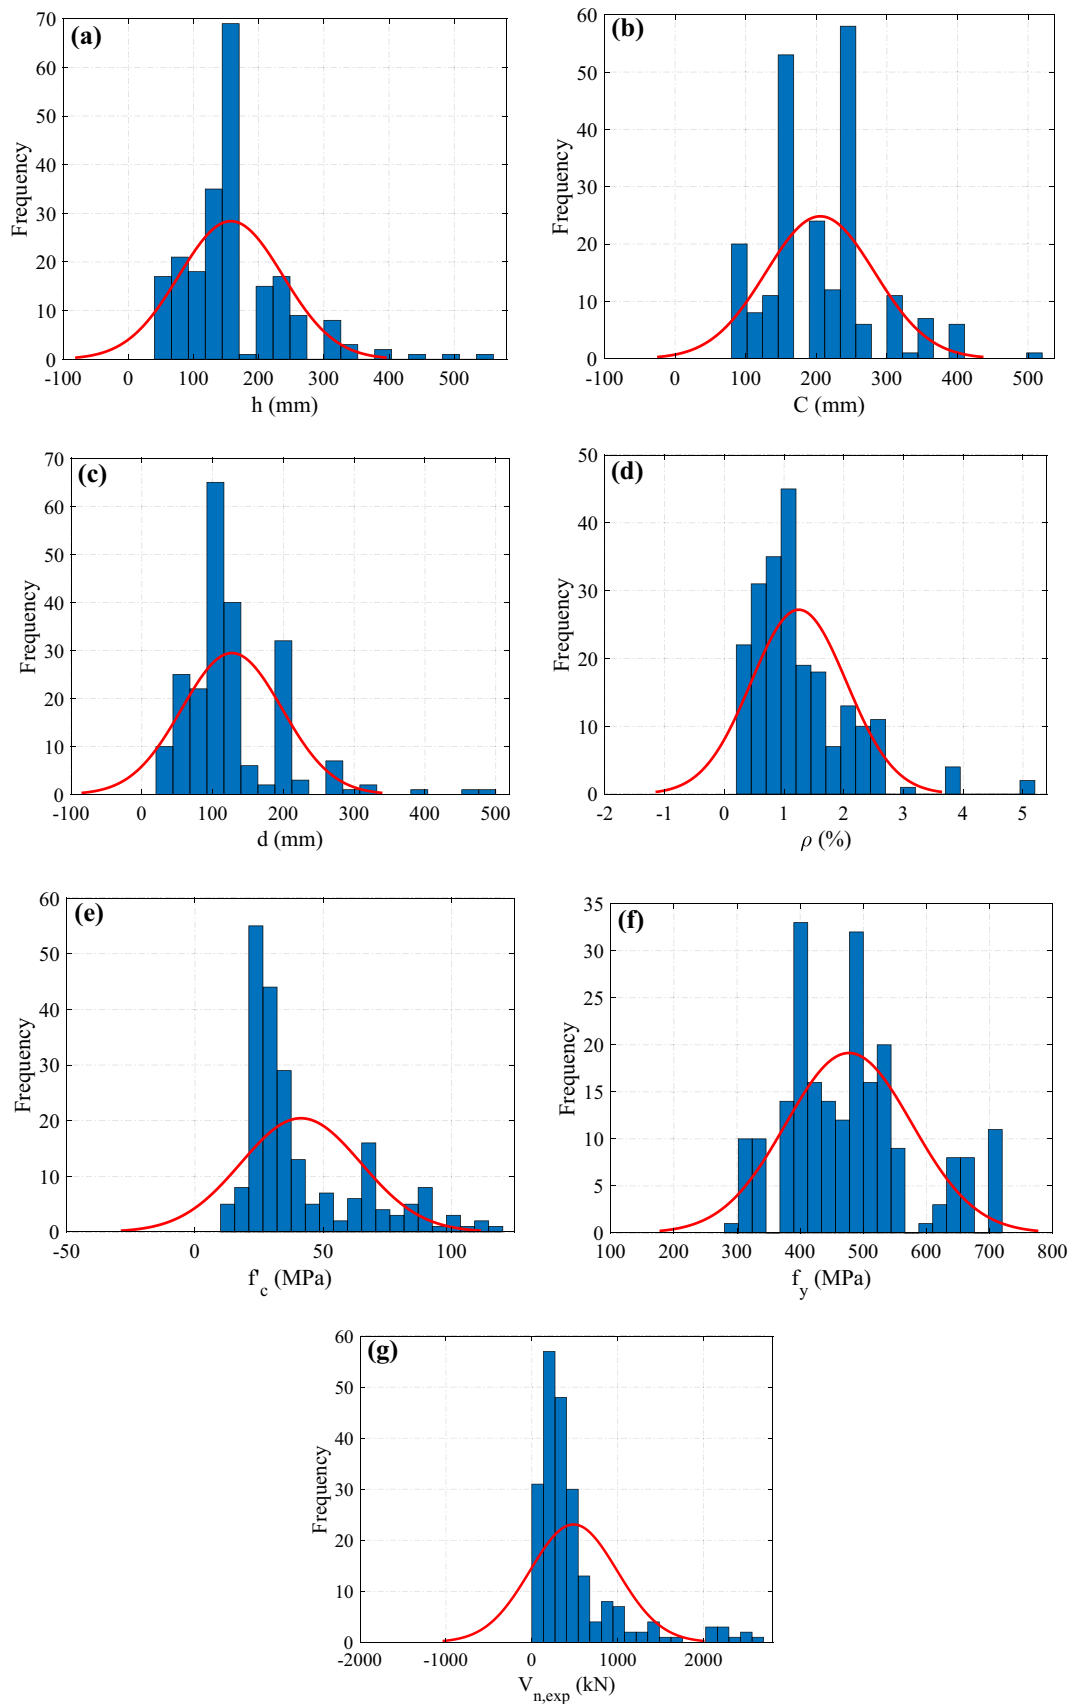 (a)
70
60
50
40
30
20
10
0
Frequency
-100 0 100 200 300 400 500
h (mm)
(b)
60
50
40
30
20
10
0
Frequency
-100 0 100 200 300 400 500
C (mm)
(c)
70
60
50
40
30
20
10
0
Frequency
-100 0 100 200 300 400 500
d (mm)
(d)
50
40
30
20
10
0
Frequency
-2 -1 0 1 2 3 4 5
ρ (%)
(e)
60
50
40
30
20
10
0
Frequency
-50 0 50 100
f'c (MPa)
(f)
35
30
25
20
15
10
5
0
Frequency
100 200 300 400 500 600 700 800
fy (MPa)
(g)
60
50
40
30
20
10
0
Frequency
-2000 -1000 0 1000 2000
Vn,exp (kN)